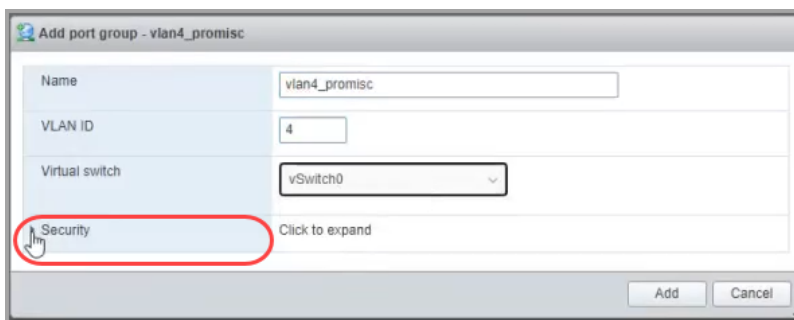 Add port group - vlan4_promisc
Name vlan4_promisc
VLAN ID 4
Virtual switch vSwitch0
Security Click to expand
Add Cancel